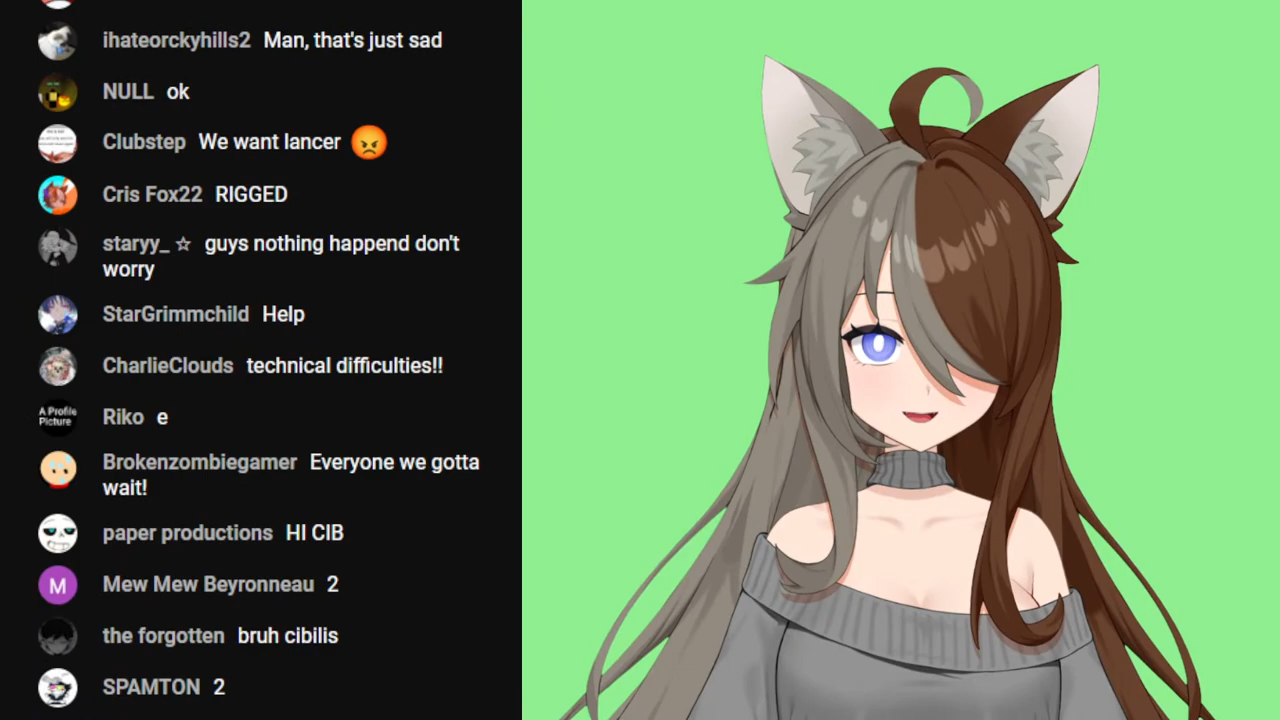 ihateorckyhills2 Man, that's just sad
NULL ok
Clubstep We want lancer 😡
Cris Fox22 RIGGED
staryy_ ☆ guys nothing happend don't
worry
StarGrimmchild Help
CharlieClouds technical difficulties!!
A Profile
Picture
Riko e
Brokenzombiegamer Everyone we gotta
wait!
paper productions HI CIB
M
Mew Mew Beyronneau 2
the forgotten bruh cibilis
SPAMTON 2